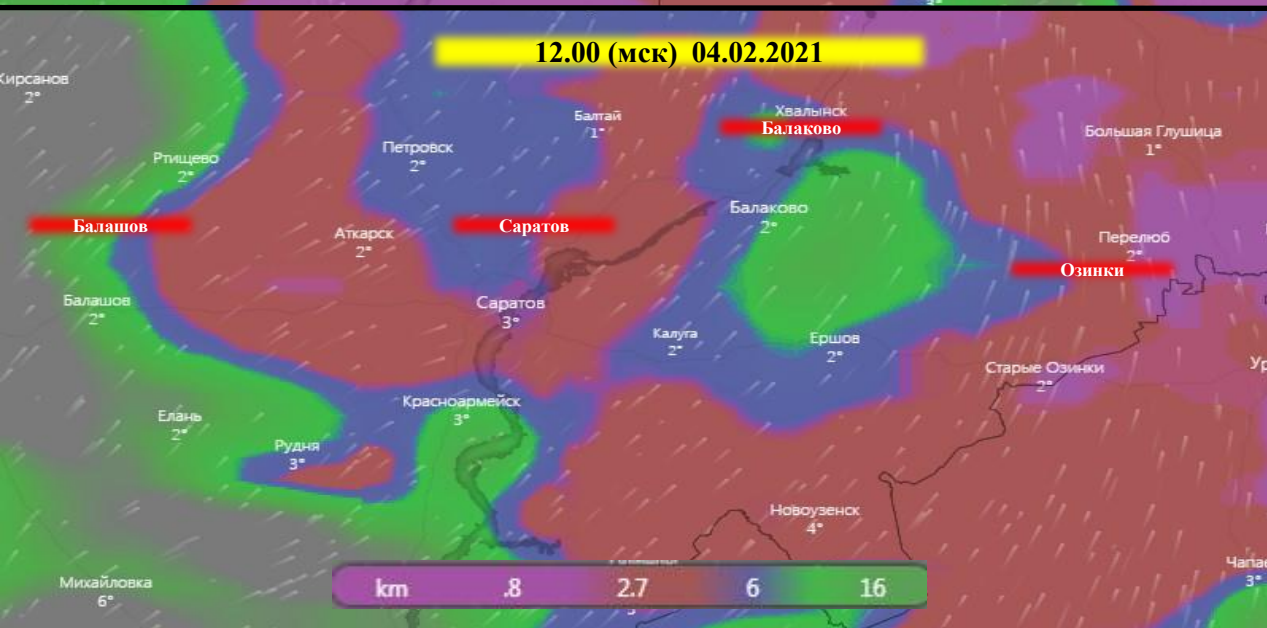 12.00 (мск) 04.02.2021
Кирсанов
2°
Ртищево
2°
Петровск
2°
Балтай
1°
Хвалынск
Балаково
Большая Глушица
1°
Балашов
Аткарск
2°
Саратов
Балаково
2°
Перелюб
2°
Озинки
Балашов
2°
Саратов
3°
Калуга
2°
Ершов
2°
Старые Озинки
2°
Елань
2°
Рудня
3°
Красноармейск
3°
Новоузенск
4°
Михайловка
6°
km .8 2.7 6 16
3°